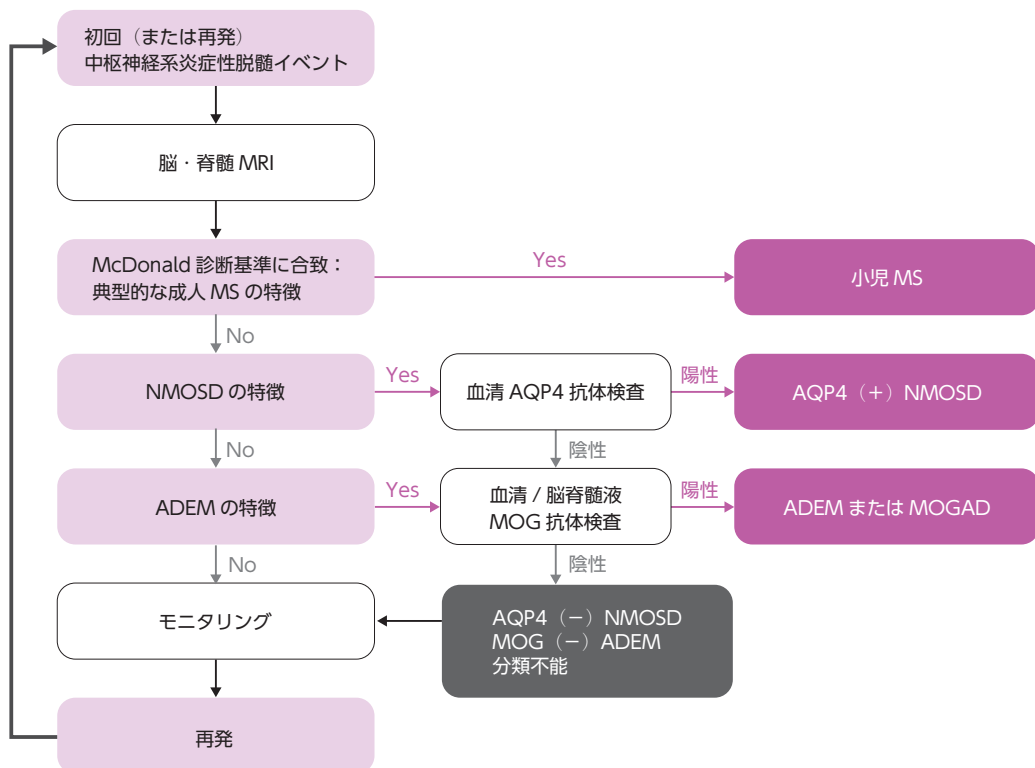 初回（または再発）
中枢神経系炎症性脱髄イベント
脳・脊髄 MRI
McDonald 診断基準に合致：
典型的な成人 MS の特徴
Yes
小児 MS
No
NMOSD の特徴
Yes
血清 AQP4 抗体検査
陽性
AQP4（＋）NMOSD
No
陰性
ADEM の特徴
Yes
血清 / 脳脊髄液
MOG 抗体検査
陽性
ADEM または MOGAD
No
陰性
モニタリング
AQP4（－）NMOSD
MOG（－）ADEM
分類不能
再発